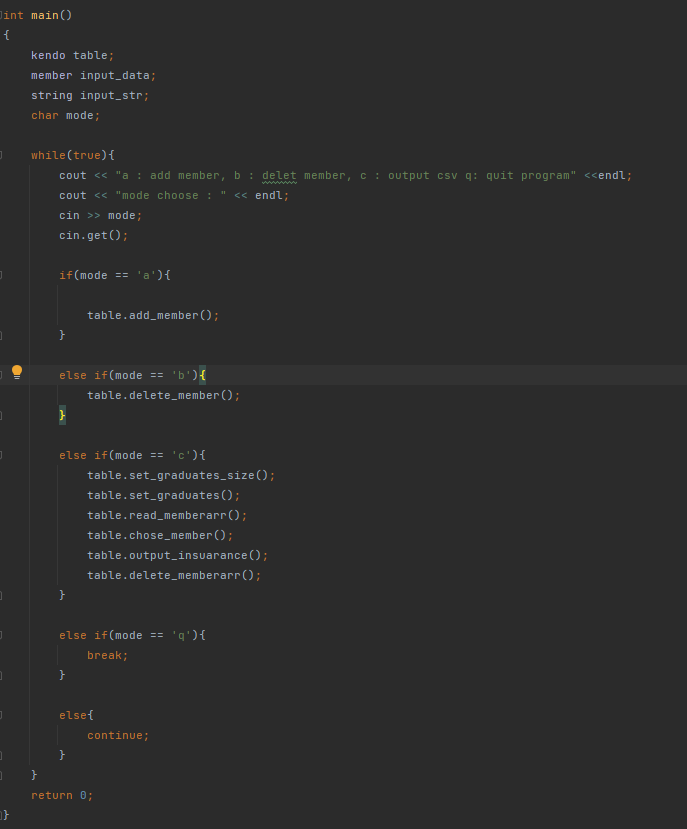 int main()
{
    kendo table;
    member input_data;
    string input_str;
    char mode;

    while(true){
        cout << "a : add member, b : delet member, c : output csv q: quit program" <<endl;
        cout << "mode choose : " << endl;
        cin >> mode;
        cin.get();

        if(mode == 'a'){

            table.add_member();
        }

        else if(mode == 'b'){
            table.delete_member();
        }

        else if(mode == 'c'){
            table.set_graduates_size();
            table.set_graduates();
            table.read_memberarr();
            table.chose_member();
            table.output_insuarance();
            table.delete_memberarr();
        }

        else if(mode == 'q'){
            break;
        }

        else{
            continue;
        }
    }
    return 0;
}